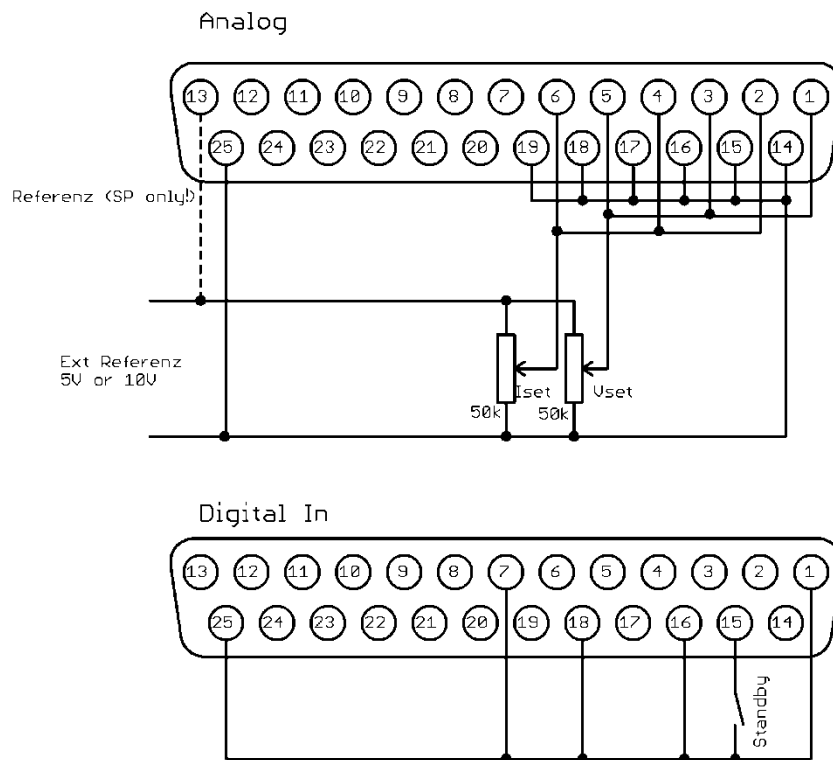 Analog
13 12 11 10 9 8 7 6 5 4 3 2 1
25 24 23 22 21 20 19 18 17 16 15 14
Referenz (SP only!)
Ext Referenz
5V or 10V
Iset
Vset
50k
50k
Digital In
13 12 11 10 9 8 7 6 5 4 3 2 1
25 24 23 22 21 20 19 18 17 16 15 14
Standby